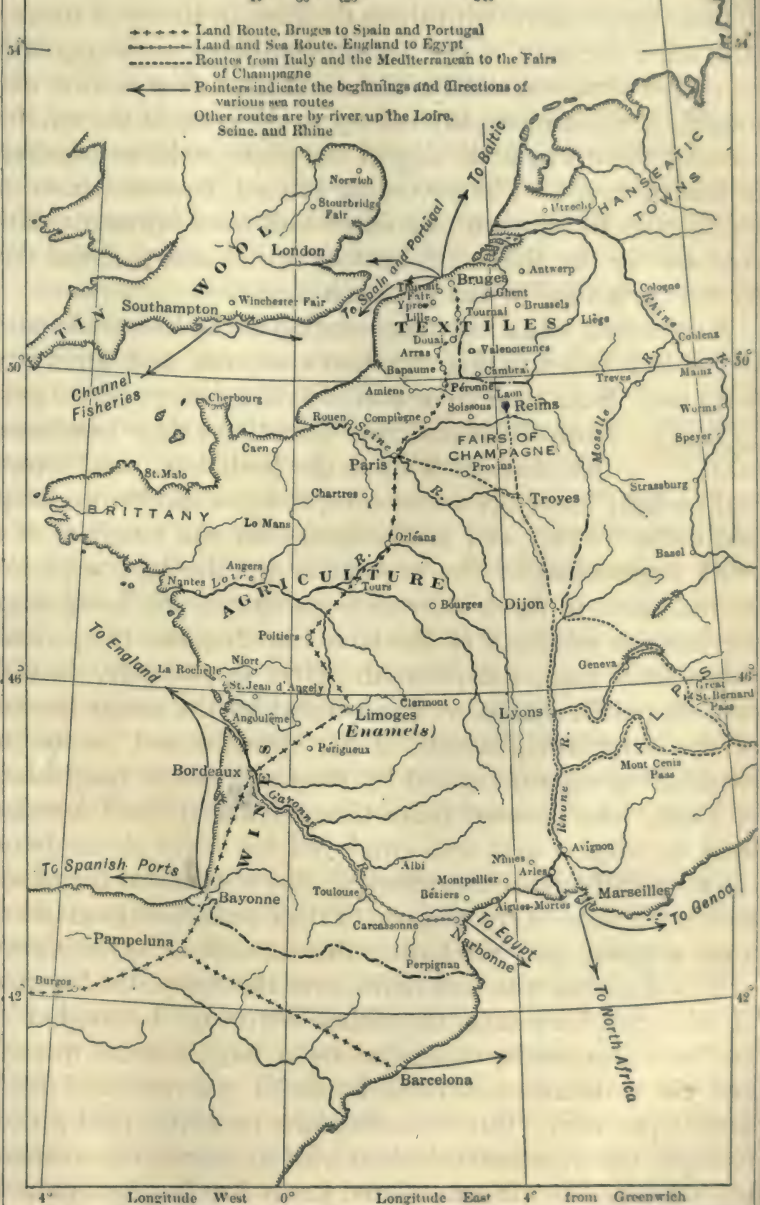 Land Route, Bruges to Spain and Portugal
Land and Sea Route, England to Egypt
Routes from Italy and the Mediterranean to the Fairs
of Champagne
Pointers indicate the beginnings and directions of
various sea routes
Other routes are by river up the Loire,
Seine, and Rhine
54°
54°
To Baltic
HANSEATIC
TOWNS
Norwich
Stourbridge
Fair
Utrecht
WOOL
London
To Spain and Portugal
Bruges
Antwerp
Thourout
Fair
Ghent
Cologne
Winchester Fair
Southampton
Ypres
Brussels
Rhine
TIN
Lille
Tournai
TEXTILES
Liège
Douai
Coblenz
50°
Arras
Valenciennes
R.
50°
Channel
Fisheries
Bapaume
Cambrai
Treves
Mainz
Cherbourg
Amiens
Péronne
Laon
Soissons
Reims
Worms
Rouen
Seine
Compiègne
Moselle
Speyer
Caen
FAIRS OF
CHAMPAGNE
Paris
Provins
St. Malo
Chartres
R.
Troyes
Strassburg
BRITTANY
Le Mans
Orléans
Basel
Angers
R.
Nantes
Loire
Tours
AGRICULTURE
Bourges
Dijon
To England
Poitiers
Niort
La Rochelle
Geneva
46°
46°
St. Jean d'Angely
Clermont
Great
St. Bernard
Pass
Angoulême
Limoges
(Enamels)
Lyons
ALPS
Périgueux
R.
Mont Cenis
Pass
Bordeaux
WINES
Garonne
Rhone
Avignon
To Spanish Ports
R.
Albi
Nîmes
Arles
Toulouse
Montpellier
Béziers
Marseilles
Bayonne
Aigues-Mortes
To Genoa
Carcassonne
To Egypt
Narbonne
Pampeluna
Perpignan
Burgos
42°
42°
To North Africa
Barcelona
4° Longitude West 0° Longitude East 4° from Greenwich